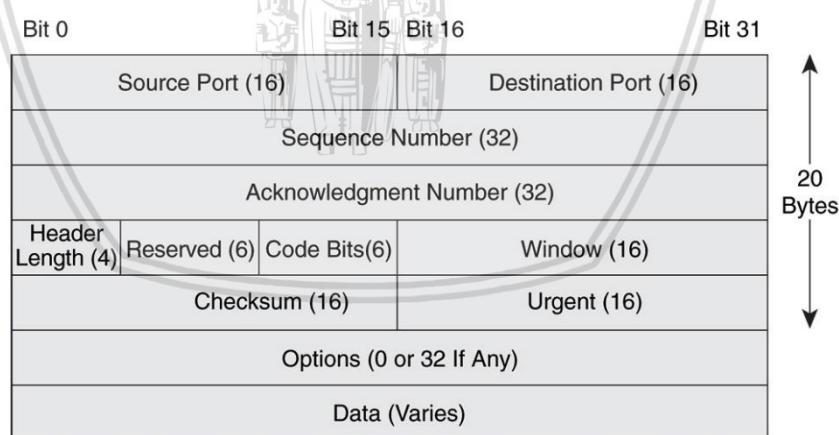 Bit 0 Bit 15 Bit 16 Bit 31
Source Port (16) Destination Port (16)
Sequence Number (32)
Acknowledgment Number (32)
20
Bytes
Header
Length (4) Reserved (6) Code Bits(6) Window (16)
Checksum (16) Urgent (16)
Options (0 or 32 If Any)
Data (Varies)